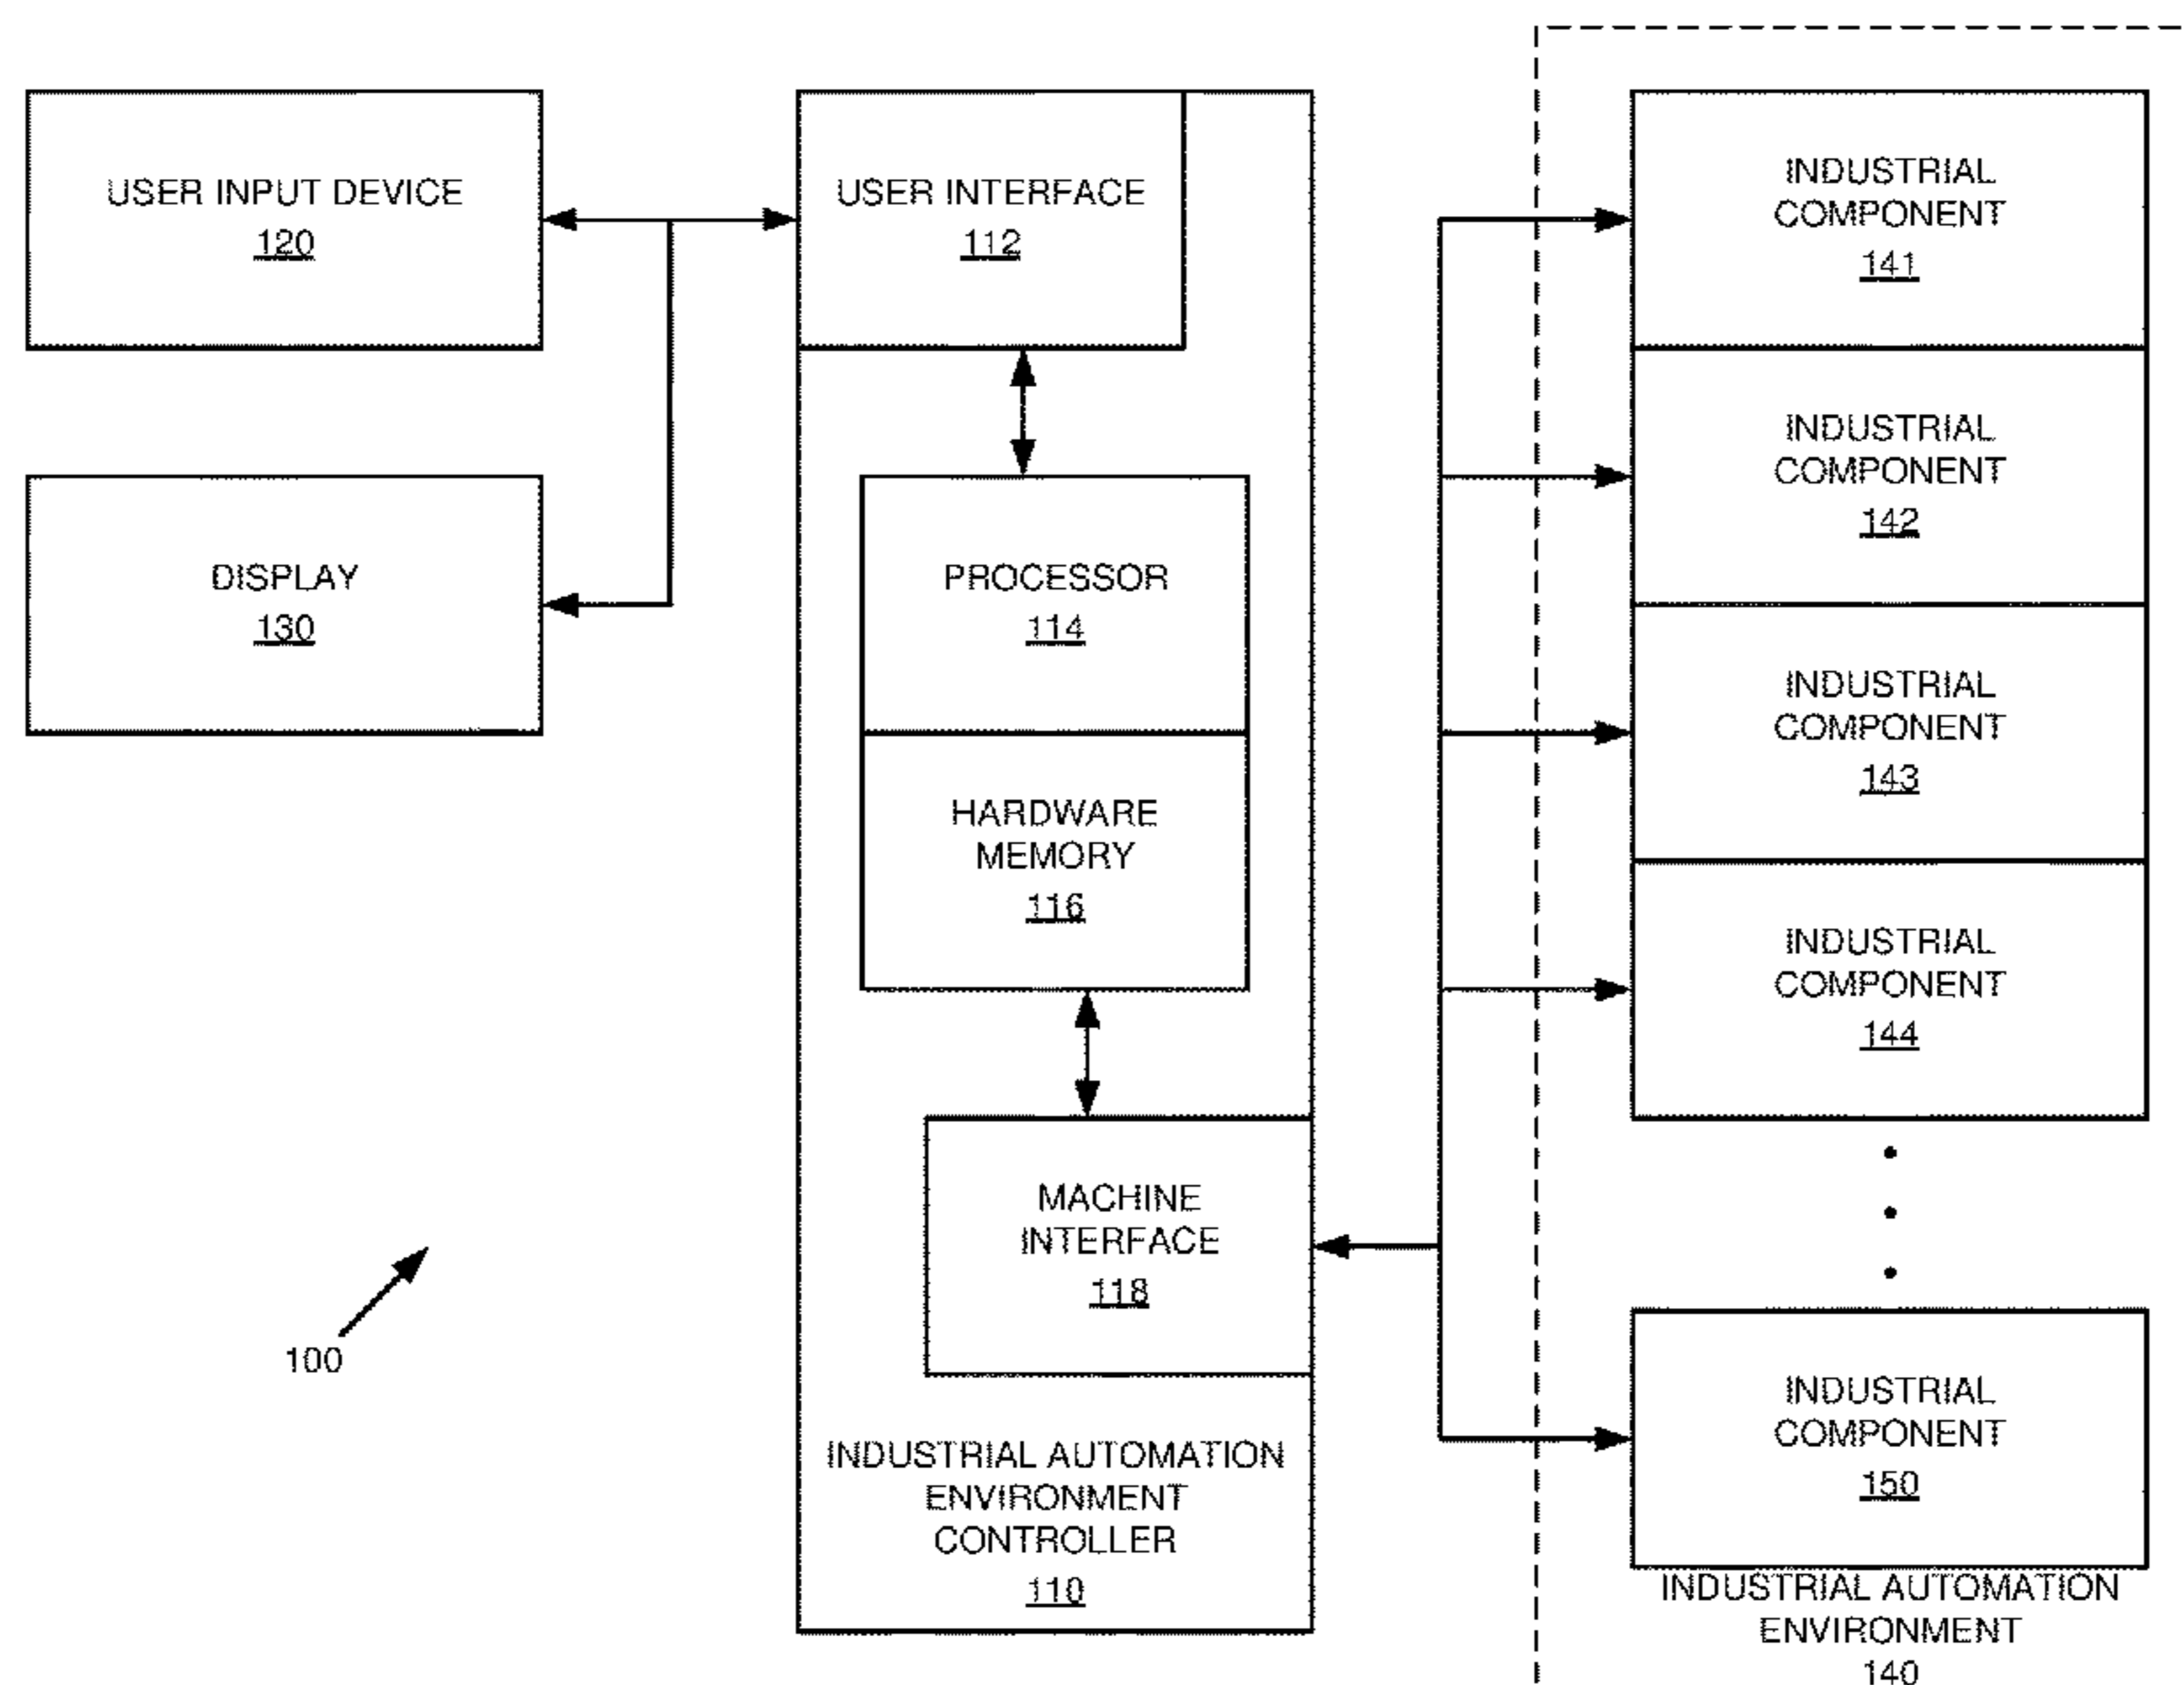 USER INPUT DEVICE
120
DISPLAY
130
100
USER INTERFACE
112
PROCESSOR
114
HARDWARE
MEMORY
116
MACHINE
INTERFACE
118
INDUSTRIAL AUTOMATION
ENVIRONMENT
CONTROLLER
110
INDUSTRIAL
COMPONENT
141
INDUSTRIAL
COMPONENT
142
INDUSTRIAL
COMPONENT
143
INDUSTRIAL
COMPONENT
144
INDUSTRIAL
COMPONENT
150
INDUSTRIAL AUTOMATION
ENVIRONMENT
140